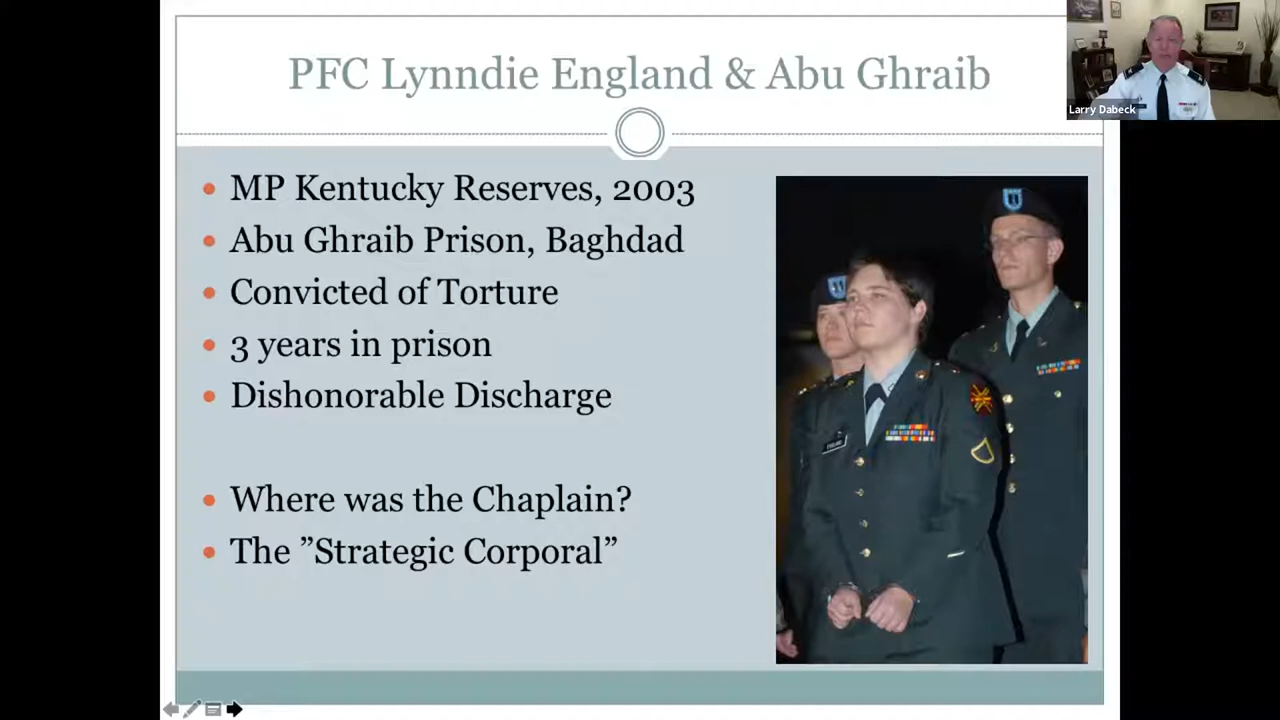 PFC Lynndie England & Abu Ghraib
Larry Dabeck
MP Kentucky Reserves, 2003
Abu Ghraib Prison, Baghdad
Convicted of Torture
3 years in prison
Dishonorable Discharge
Where was the Chaplain?
The ”Strategic Corporal”
ENGLAND